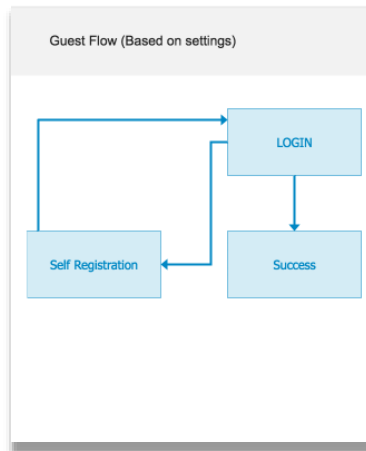 Guest Flow (Based on settings)
LOGIN
Self Registration
Success